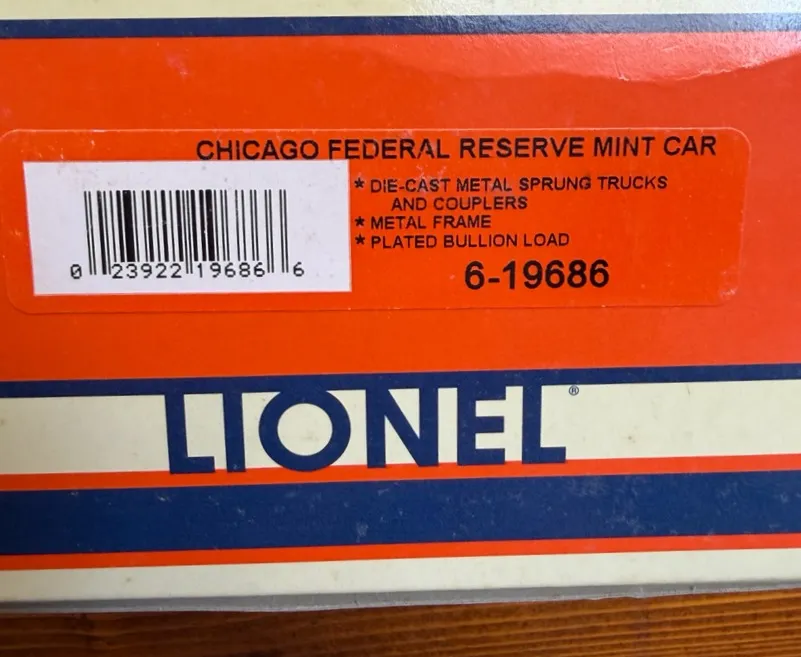 CHICAGO FEDERAL RESERVE MINT CAR
* DIE-CAST METAL SPRUNG TRUCKS
AND COUPLERS
* METAL FRAME
* PLATED BULLION LOAD
6-19686
0 23922 19686 6
LIONEL®